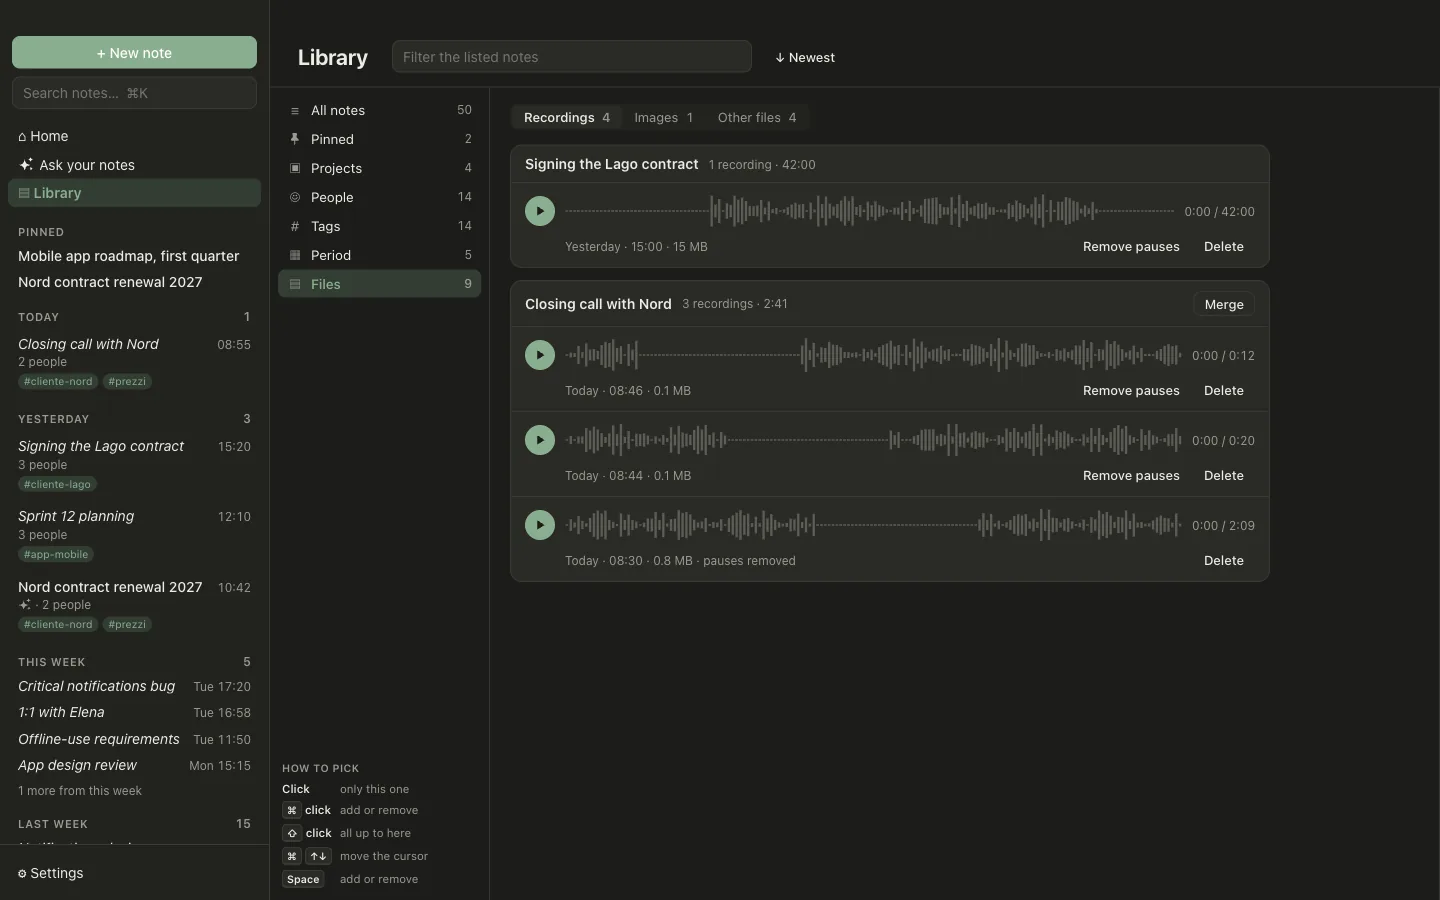 + New note
Search notes... ⌘K
⌂ Home
Ask your notes
Library
PINNED
Mobile app roadmap, first quarter
Nord contract renewal 2027
TODAY 1
Closing call with Nord 08:55
2 people
#cliente-nord #prezzi
YESTERDAY 3
Signing the Lago contract 15:20
3 people
#cliente-lago
Sprint 12 planning 12:10
3 people
#app-mobile
Nord contract renewal 2027 10:42
· 2 people
#cliente-nord #prezzi
THIS WEEK 5
Critical notifications bug Tue 17:20
1:1 with Elena Tue 16:58
Offline-use requirements Tue 11:50
App design review Mon 15:15
1 more from this week
LAST WEEK 15
Settings
Library
Filter the listed notes
↓ Newest
All notes 50
Pinned 2
Projects 4
People 14
# Tags 14
Period 5
Files 9
HOW TO PICK
Click only this one
⌘ click add or remove
⇧ click all up to here
⌘ ↑↓ move the cursor
Space add or remove
Recordings 4 Images 1 Other files 4
Signing the Lago contract 1 recording · 42:00
0:00 / 42:00
Yesterday · 15:00 · 15 MB Remove pauses Delete
Closing call with Nord 3 recordings · 2:41 Merge
0:00 / 0:12
Today · 08:46 · 0.1 MB Remove pauses Delete
0:00 / 0:20
Today · 08:44 · 0.1 MB Remove pauses Delete
0:00 / 2:09
Today · 08:30 · 0.8 MB · pauses removed Delete